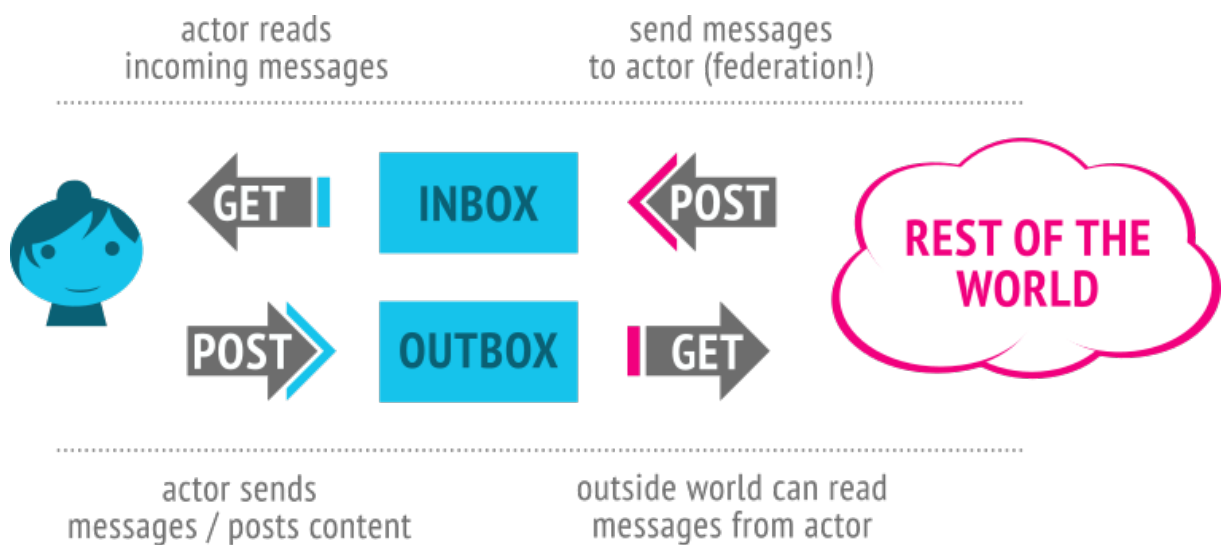 actor reads
incoming messages
send messages
to actor (federation!)
GET
INBOX
POST
REST OF THE
WORLD
POST
OUTBOX
GET
actor sends
messages / posts content
outside world can read
messages from actor